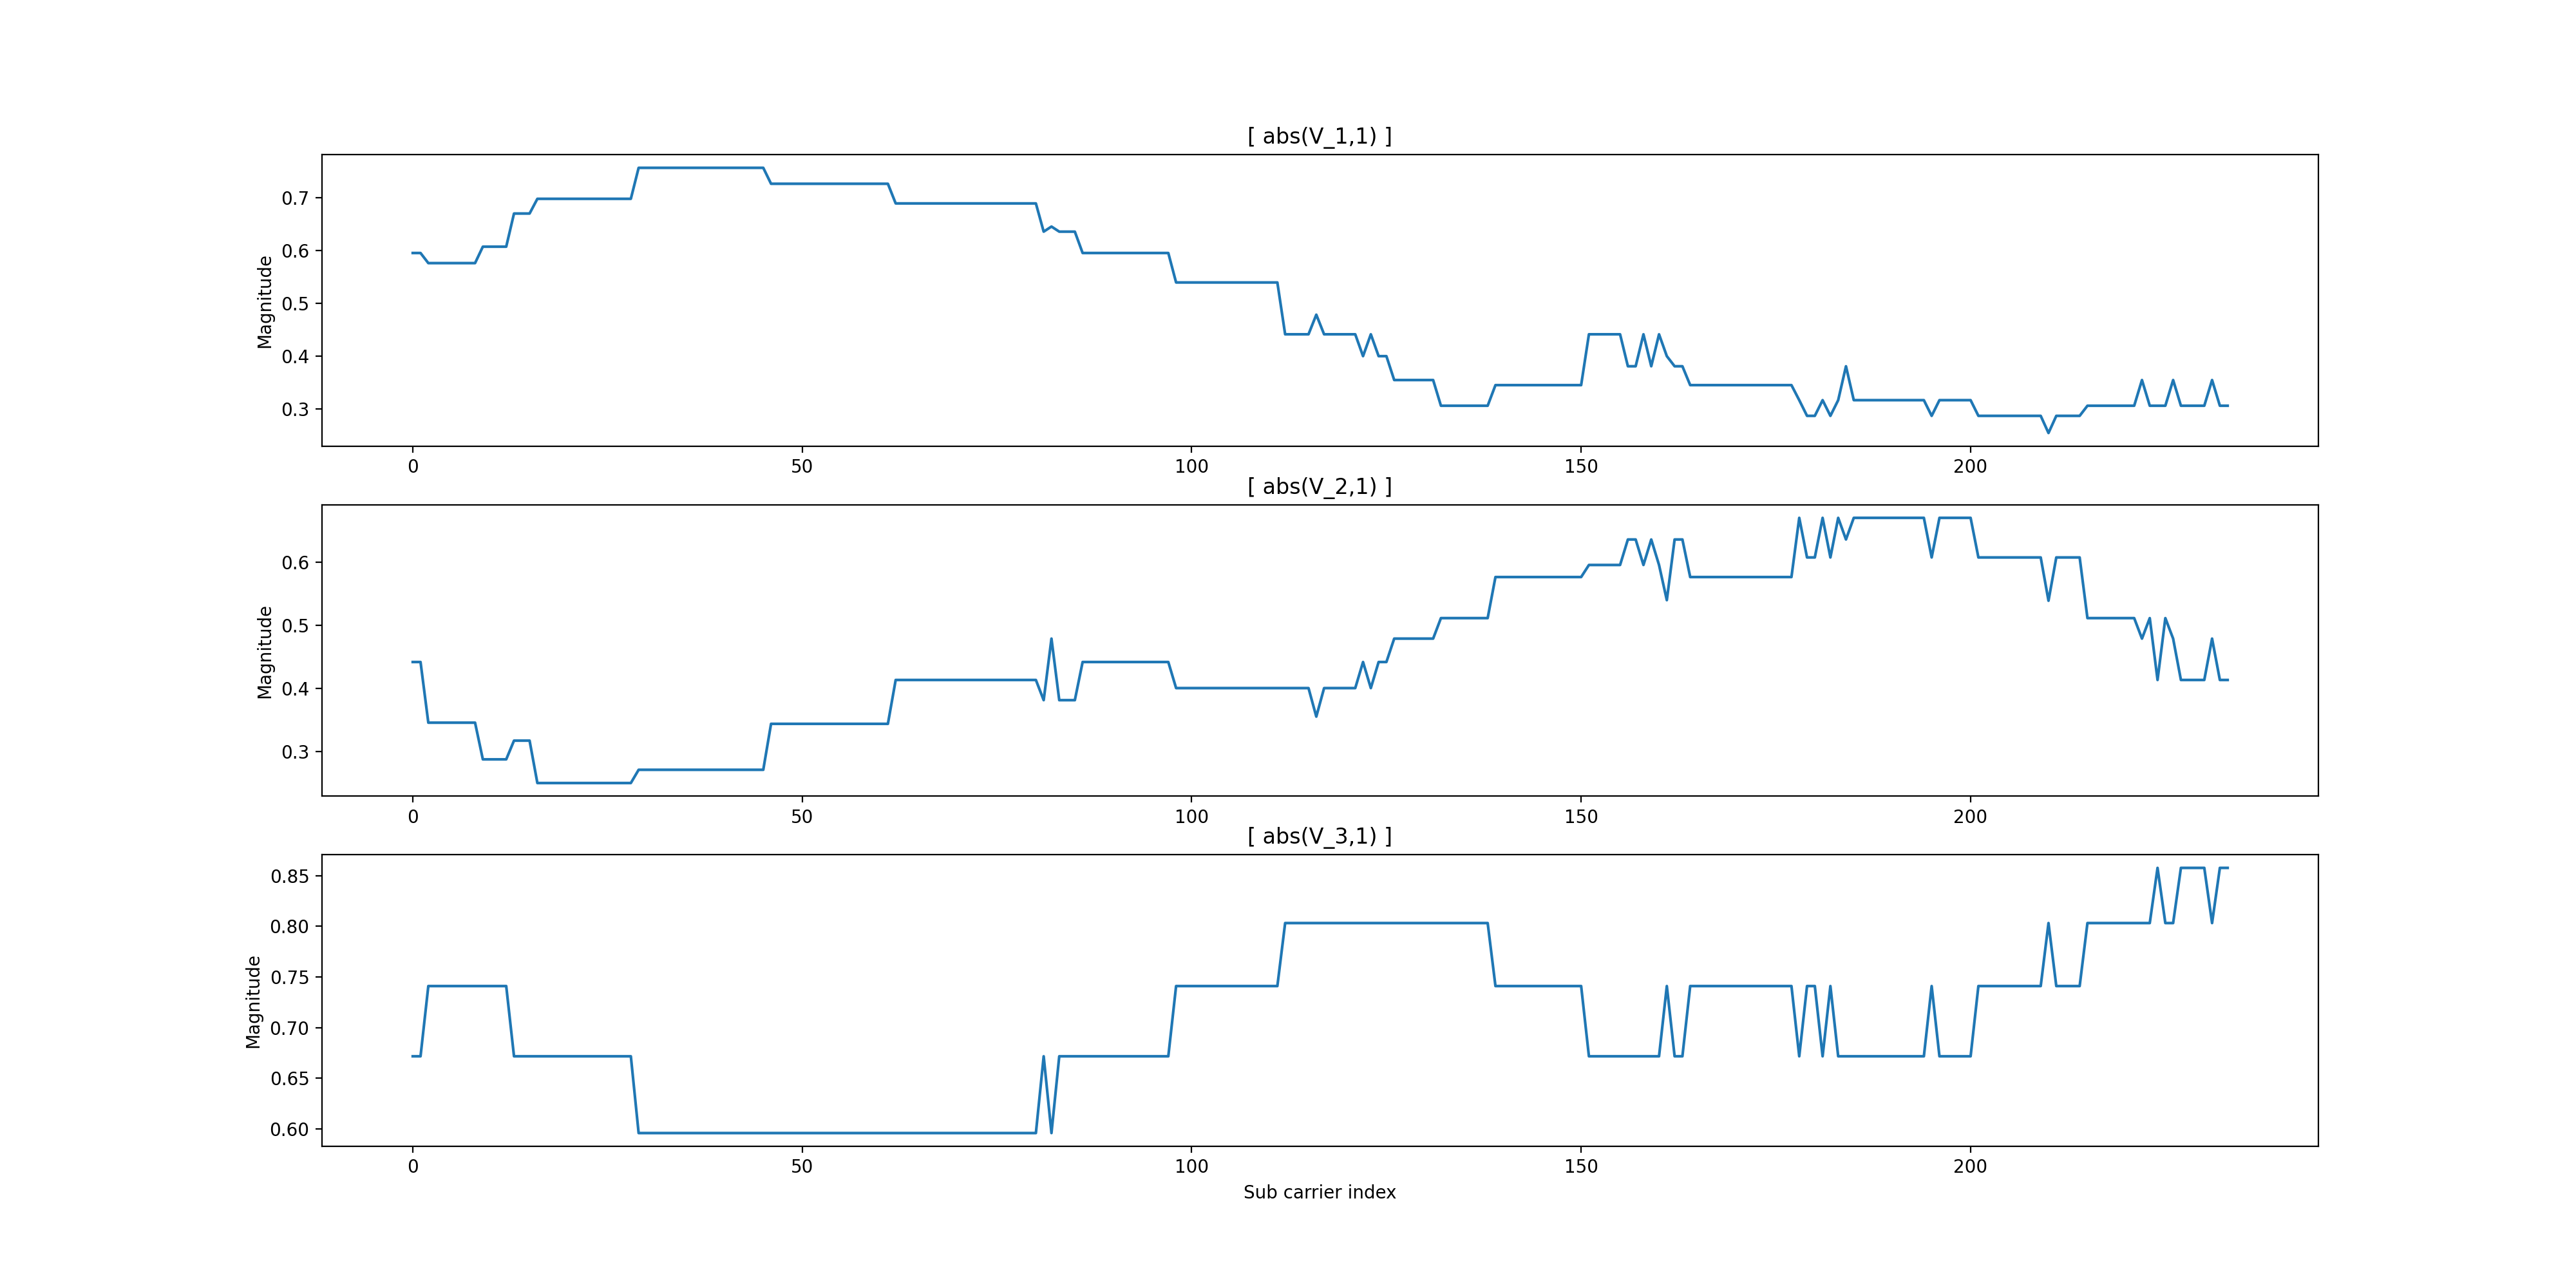 [ abs(V_1,1) ]
Magnitude
0.7
0.6
0.5
0.4
0.3
0 50 100 150 200
[ abs(V_2,1) ]
Magnitude
0.6
0.5
0.4
0.3
0 50 100 150 200
[ abs(V_3,1) ]
Magnitude
0.85
0.80
0.75
0.70
0.65
0.60
0 50 100 150 200
Sub carrier index